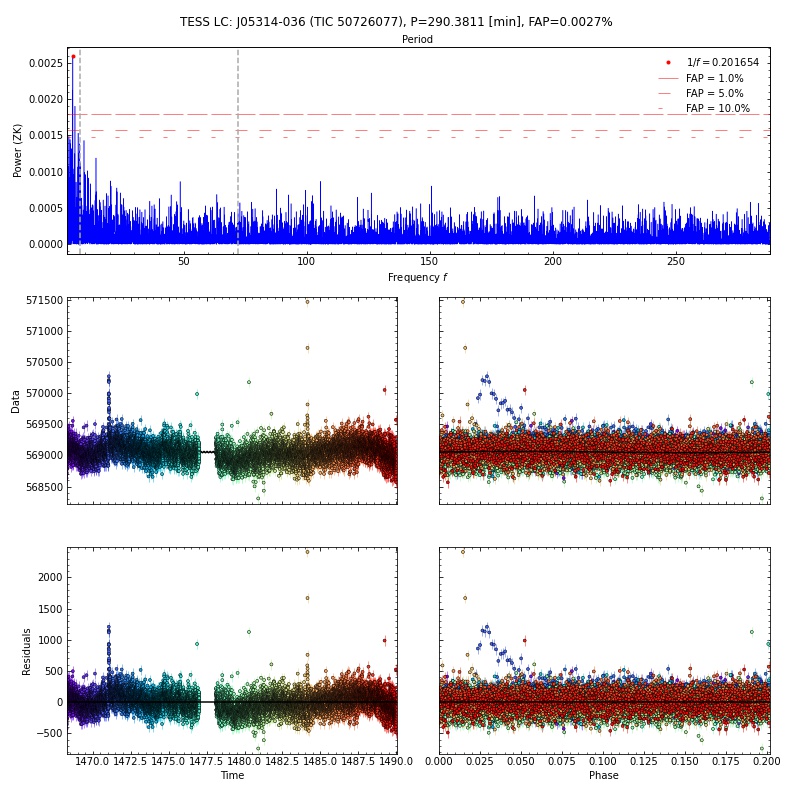 TESS LC: J05314-036 (TIC 50726077), P=290.3811 [min], FAP=0.0027%
Period
Power (ZK)
0.0025
0.0020
0.0015
0.0010
0.0005
0.0000
1/f = 0.201654
FAP = 1.0%
FAP = 5.0%
FAP = 10.0%
50 100 150 200 250
Frequency f
Data
571500
571000
570500
570000
569500
569000
568500
Residuals
2000
1500
1000
500
0
−500
1470.0 1472.5 1475.0 1477.5 1480.0 1482.5 1485.0 1487.5 1490.0
Time
0.000 0.025 0.050 0.075 0.100 0.125 0.150 0.175 0.200
Phase